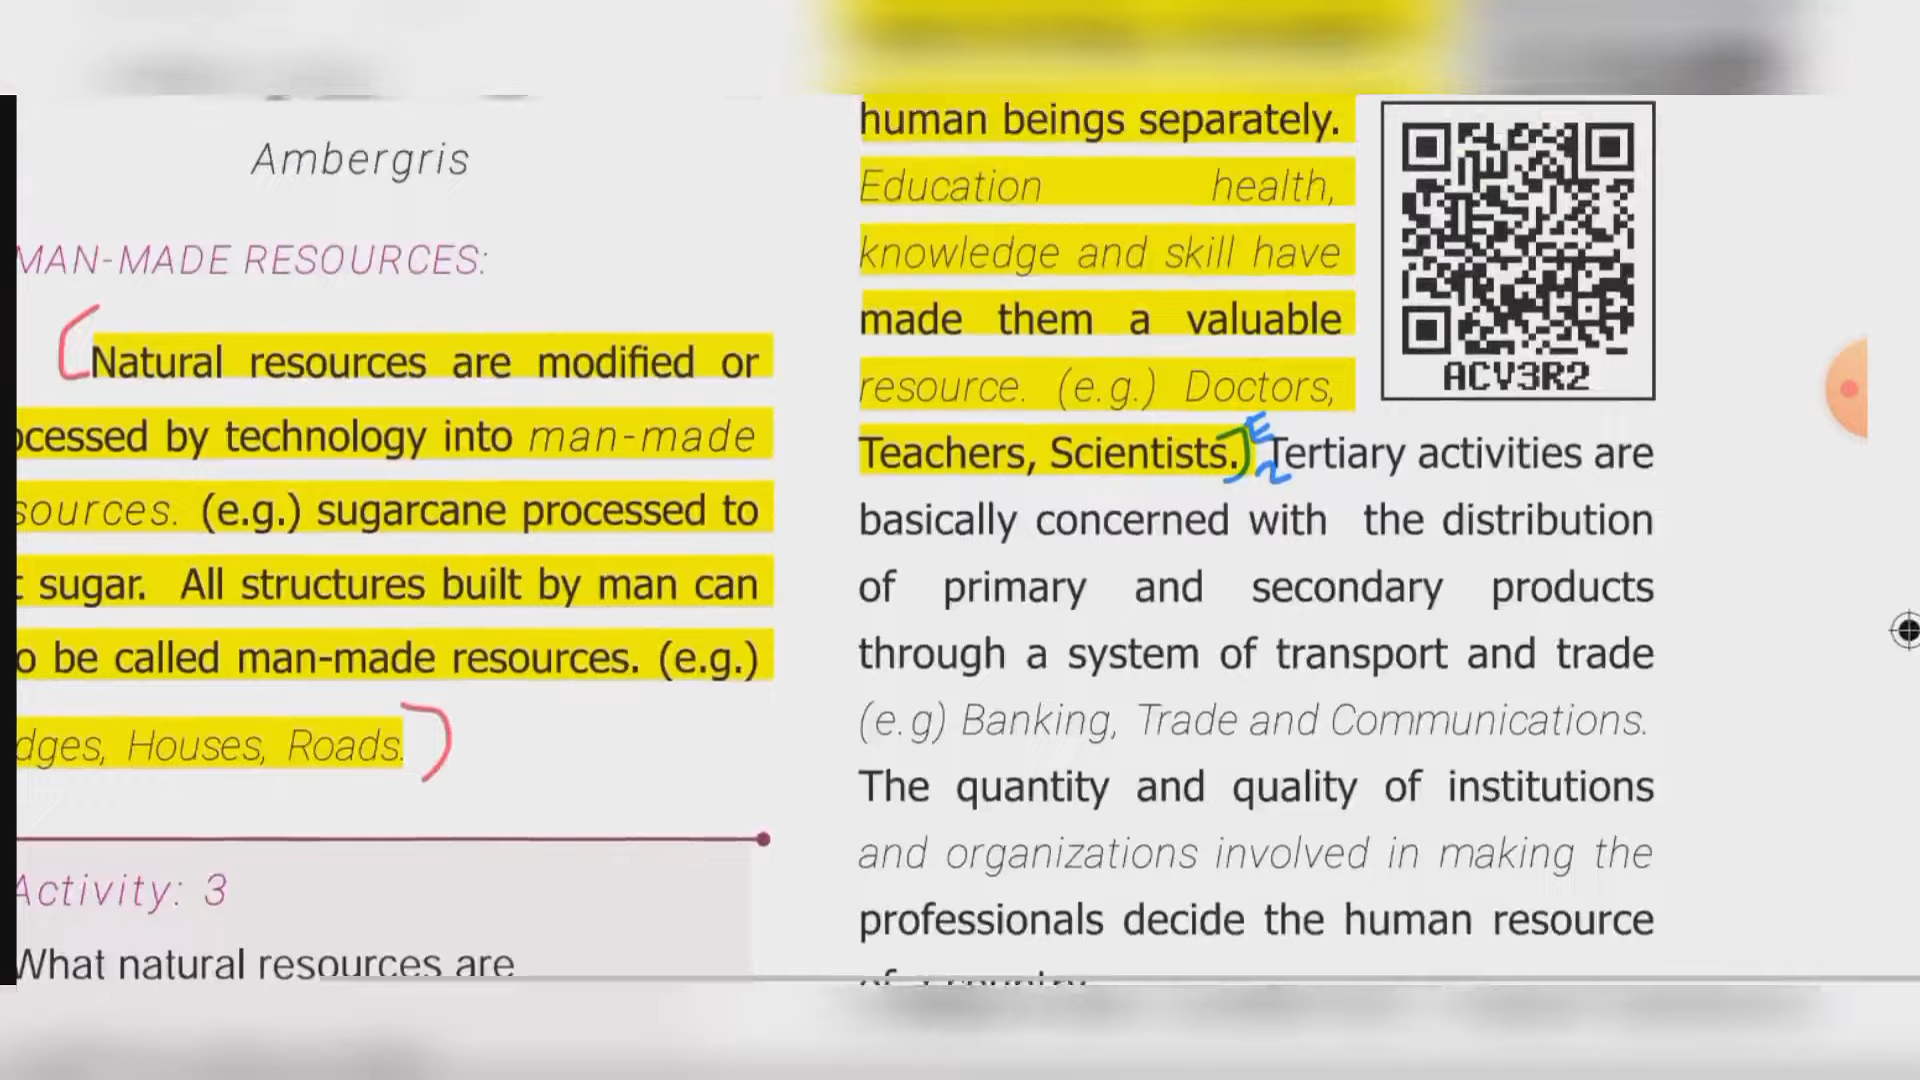 Ambergris
MAN-MADE RESOURCES:
Natural resources are modified or
ocessed by technology into man-made
sources. (e.g.) sugarcane processed to
t sugar. All structures built by man can
o be called man-made resources. (e.g.)
dges, Houses, Roads.
Activity: 3
What natural resources are
human beings separately.
Education health,
knowledge and skill have
made them a valuable
resource. (e.g.) Doctors,
Teachers, Scientists. Tertiary activities are
basically concerned with the distribution
of primary and secondary products
through a system of transport and trade
(e.g) Banking, Trade and Communications.
The quantity and quality of institutions
and organizations involved in making the
professionals decide the human resource
ACV3R2